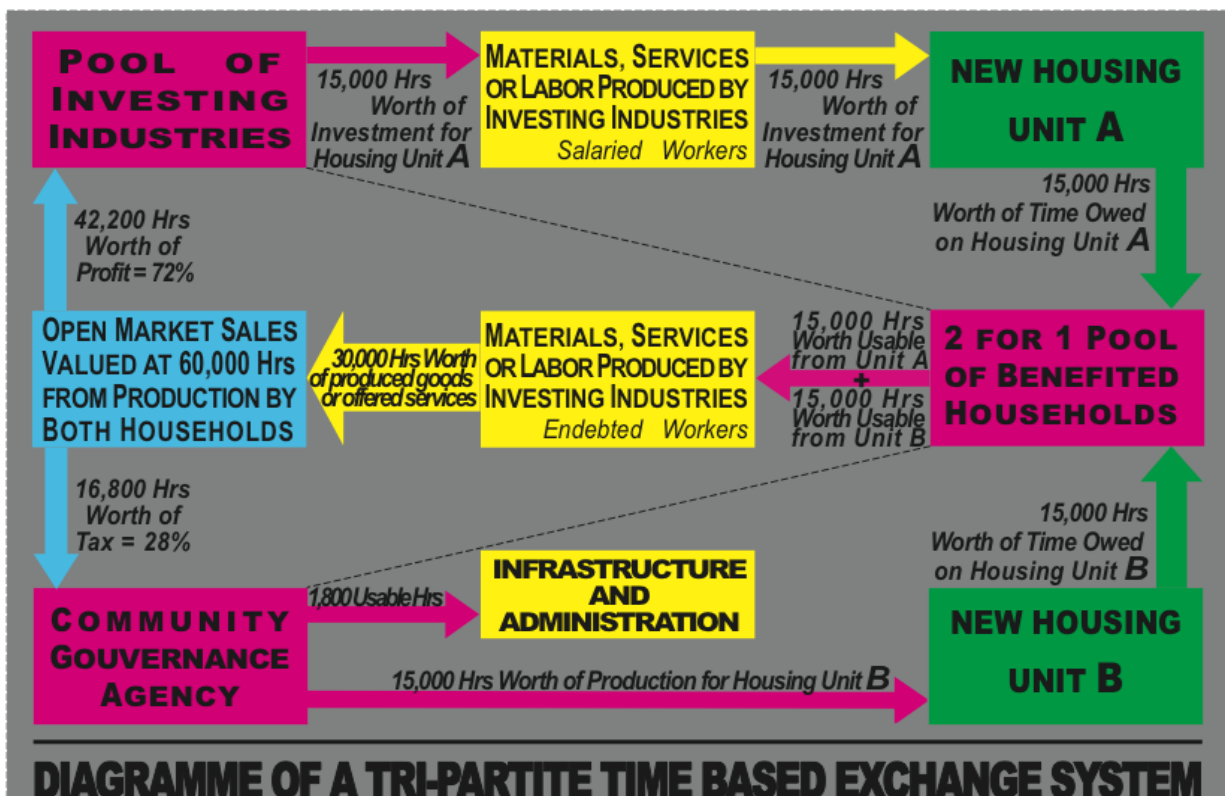 POOL OF
INVESTING
INDUSTRIES
15,000 Hrs
Worth of
Investment for
Housing Unit A
MATERIALS, SERVICES
OR LABOR PRODUCED BY
INVESTING INDUSTRIES
Salaried Workers
15,000 Hrs
Worth of
Investment for
Housing Unit A
NEW HOUSING
UNIT A
42,200 Hrs
Worth of
Profit = 72%
15,000 Hrs
Worth of Time Owed
on Housing Unit A
OPEN MARKET SALES
VALUED AT 60,000 Hrs
FROM PRODUCTION BY
BOTH HOUSEHOLDS
30,000 Hrs Worth
of produced goods
or offered services
MATERIALS, SERVICES
OR LABOR PRODUCED BY
INVESTING INDUSTRIES
Endebted Workers
15,000 Hrs
Worth Usable
from Unit A
+
15,000 Hrs
Worth Usable
from Unit B
2 FOR 1 POOL
OF BENEFITED
HOUSEHOLDS
16,800 Hrs
Worth of
Tax = 28%
15,000 Hrs
Worth of Time Owed
on Housing Unit B
COMMUNITY
GOUVERNANCE
AGENCY
1,800 Usable Hrs
INFRASTRUCTURE
AND
ADMINISTRATION
15,000 Hrs Worth of Production for Housing Unit B
NEW HOUSING
UNIT B
DIAGRAMME OF A TRI-PARTITE TIME BASED EXCHANGE SYSTEM